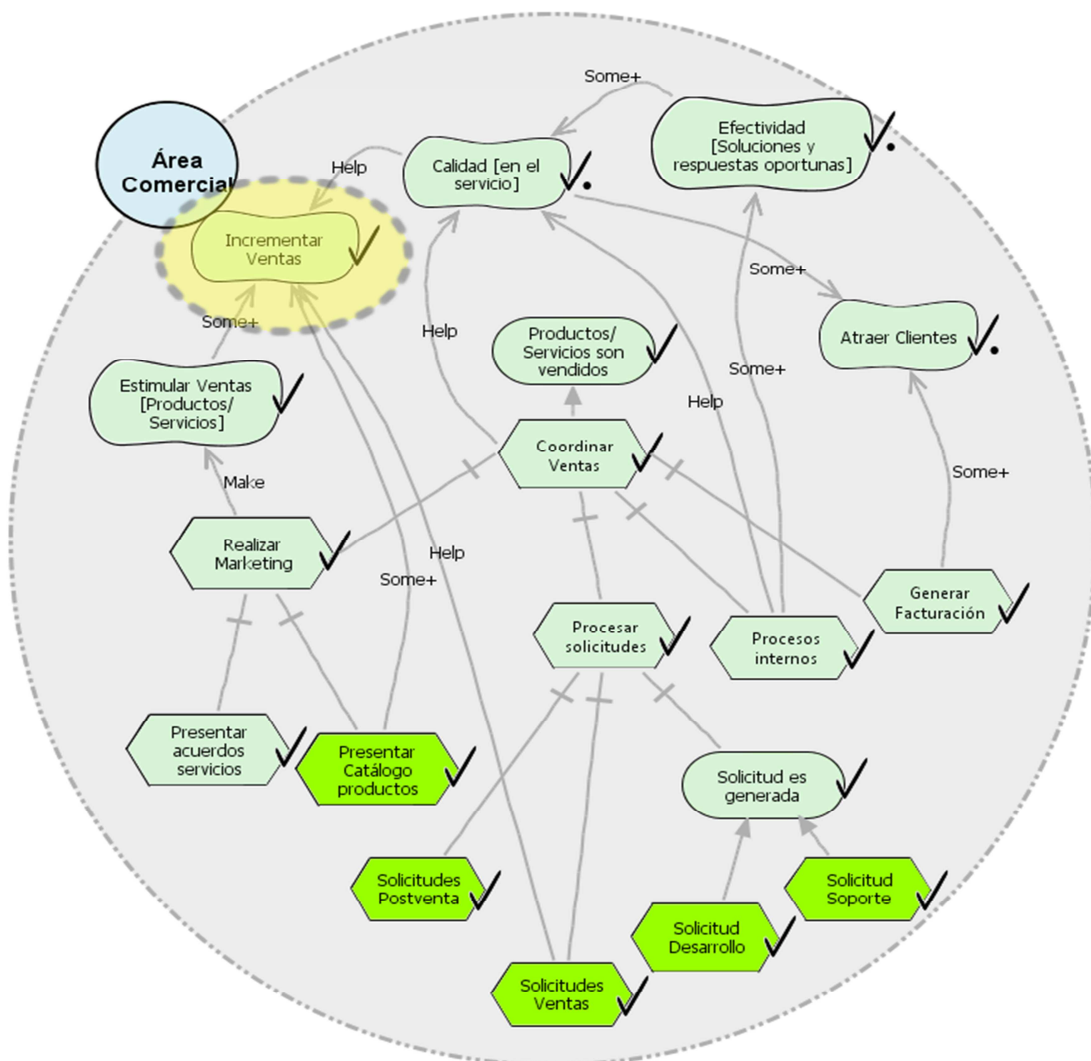 Some+
Efectividad
[Soluciones y
respuestas oportunas]
Área
Comercial
Help
Calidad [en el
servicio]
Incrementar
Ventas
Some+
Some+
Help
Productos/
Servicios son
vendidos
Atraer Clientes
Estimular Ventas
[Productos/
Servicios]
Some+
Help
Coordinar
Ventas
Make
Some+
Realizar
Marketing
Help
Some+
Generar
Facturación
Procesar
solicitudes
Procesos
internos
Presentar
acuerdos
servicios
Presentar
Catálogo
productos
Solicitud es
generada
Solicitudes
Postventa
Solicitud
Soporte
Solicitud
Desarrollo
Solicitudes
Ventas